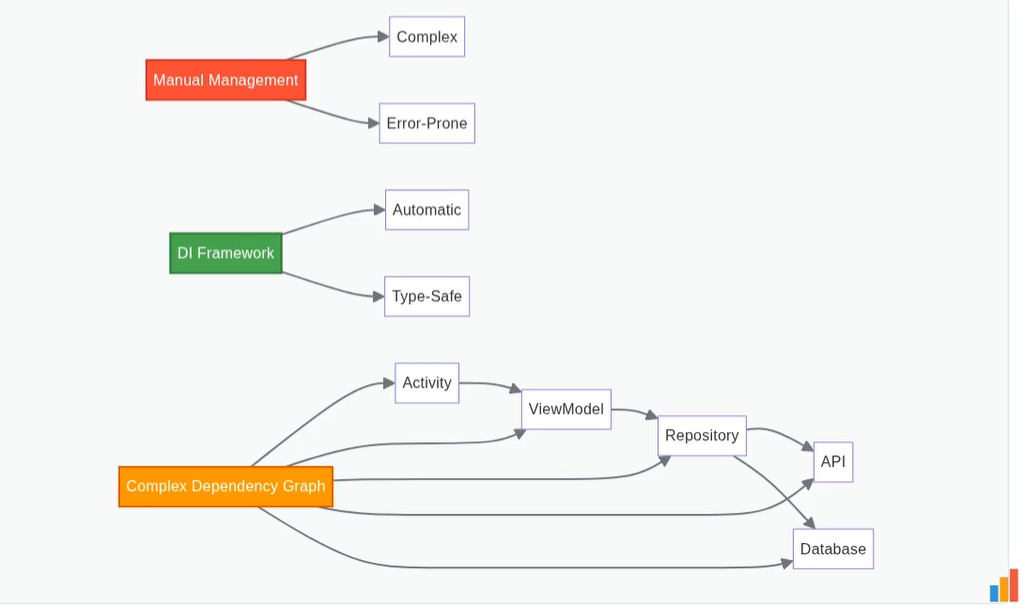 Complex
Manual Management
Error-Prone
Automatic
DI Framework
Type-Safe
Activity
ViewModel
Repository
API
Complex Dependency Graph
Database